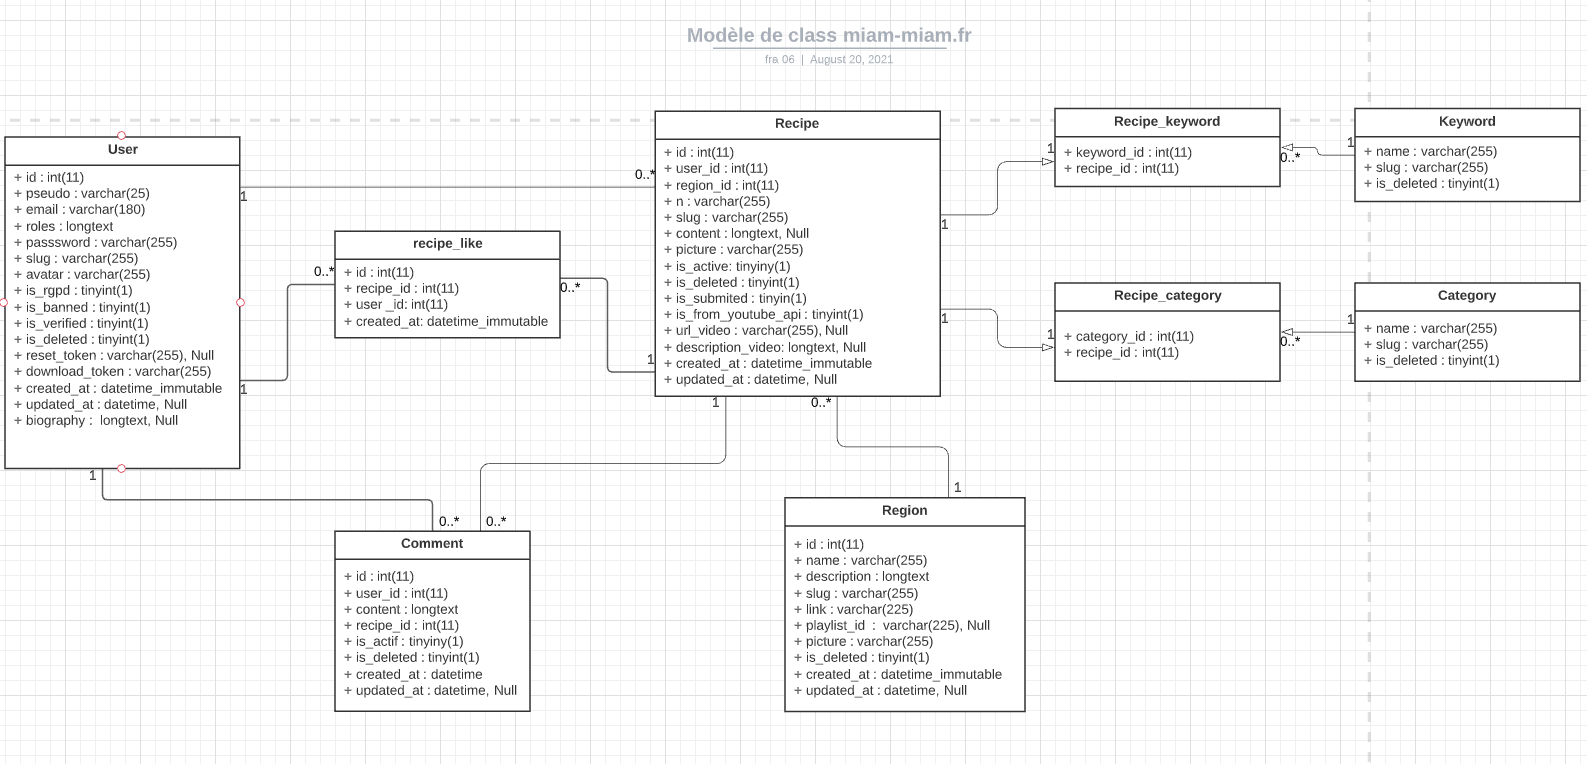 Modèle de class miam-miam.fr
fra 06 | August 20, 2021
User
+ id : int(11)
+ pseudo : varchar(25)
+ email : varchar(180)
+ roles : longtext
+ passsword : varchar(255)
+ slug : varchar(255)
+ avatar : varchar(255)
+ is_rgpd : tinyint(1)
+ is_banned : tinyint(1)
+ is_verified : tinyint(1)
+ is_deleted : tinyint(1)
+ reset_token : varchar(255), Null
+ download_token : varchar(255)
+ created_at : datetime_immutable
+ updated_at : datetime, Null
+ biography :  longtext, Null
1
0..*
1
0..*
1
0..*
recipe_like
+ id : int(11)
+ recipe_id : int(11)
+ user _id: int(11)
+ created_at: datetime_immutable
0..*
1
Recipe
+ id : int(11)
+ user_id : int(11)
+ region_id : int(11)
+ n : varchar(255)
+ slug : varchar(255)
+ content : longtext, Null
+ picture : varchar(255)
+ is_active: tinyiny(1)
+ is_deleted : tinyint(1)
+ is_submited : tinyin(1)
+ is_from_youtube_api : tinyint(1)
+ url_video : varchar(255), Null
+ description_video: longtext, Null
+ created_at : datetime_immutable
+ updated_at : datetime, Null
1
1
1
1
Recipe_keyword
+ keyword_id : int(11)
+ recipe_id : int(11)
0..*
1
Keyword
+ name : varchar(255)
+ slug : varchar(255)
+ is_deleted : tinyint(1)
Recipe_category
+ category_id : int(11)
+ recipe_id : int(11)
0..*
1
Category
+ name : varchar(255)
+ slug : varchar(255)
+ is_deleted : tinyint(1)
1
0..*
0..*
1
Comment
+ id : int(11)
+ user_id : int(11)
+ content : longtext
+ recipe_id : int(11)
+ is_actif : tinyiny(1)
+ is_deleted : tinyint(1)
+ created_at : datetime
+ updated_at : datetime, Null
Region
+ id : int(11)
+ name : varchar(255)
+ description : longtext
+ slug : varchar(255)
+ link : varchar(225)
+ playlist_id  :  varchar(225), Null
+ picture : varchar(255)
+ is_deleted : tinyint(1)
+ created_at : datetime_immutable
+ updated_at : datetime, Null